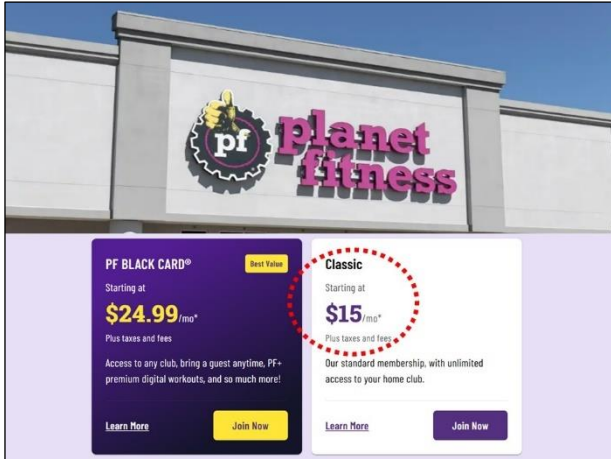 pf
planet
fitness
PF BLACK CARD®
Best Value
Starting at
$24.99/mo*
Plus taxes and fees
Access to any club, bring a guest anytime, PF+
premium digital workouts, and so much more!
Learn More
Join Now
Classic
Starting at
$15/mo*
Plus taxes and fees
Our standard membership, with unlimited
access to your home club.
Learn More
Join Now